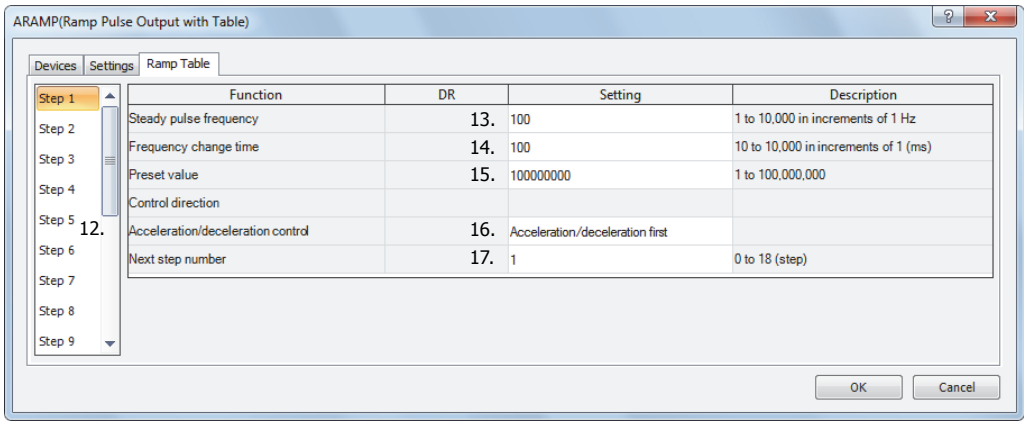 ARAMP(Ramp Pulse Output with Table)
Devices Settings Ramp Table
Step 1
Step 2
Step 3
Step 4
Step 5
Step 6
Step 7
Step 8
Step 9
12.
Function DR Setting Description
Steady pulse frequency 13. 100 1 to 10,000 in increments of 1 Hz
Frequency change time 14. 100 10 to 10,000 in increments of 1 (ms)
Preset value 15. 100000000 1 to 100,000,000
Control direction
Acceleration/deceleration control 16. Acceleration/deceleration first
Next step number 17. 1 0 to 18 (step)
OK Cancel